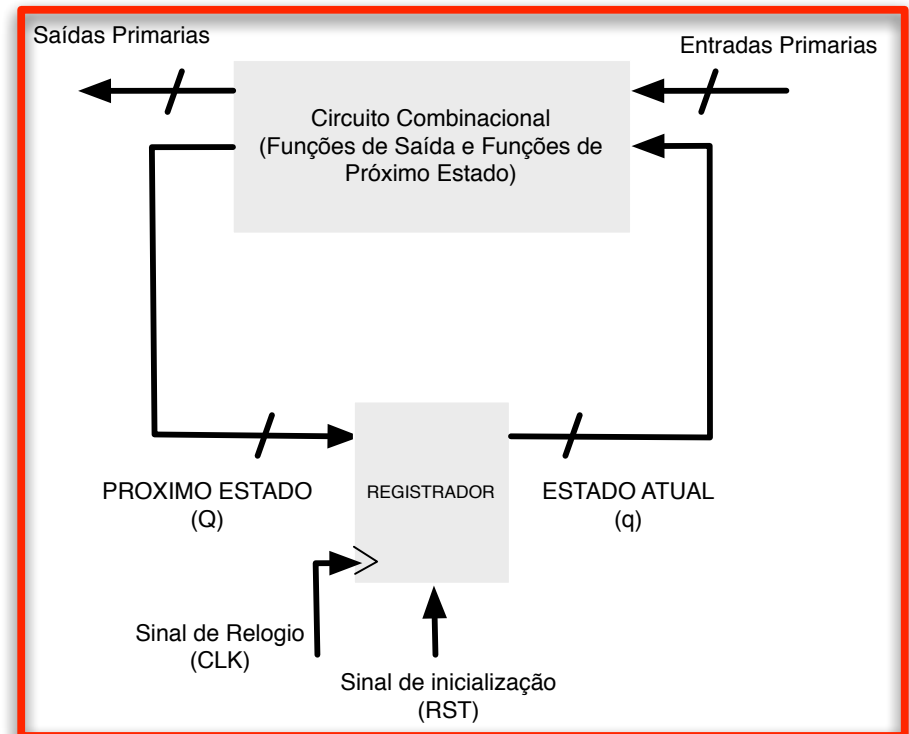 Saídas Primarias
Entradas Primarias
Circuito Combinacional
(Funções de Saída e Funções de
Próximo Estado)
PROXIMO ESTADO
(Q)
REGISTRADOR
ESTADO ATUAL
(q)
Sinal de Relogio
(CLK)
Sinal de inicialização
(RST)